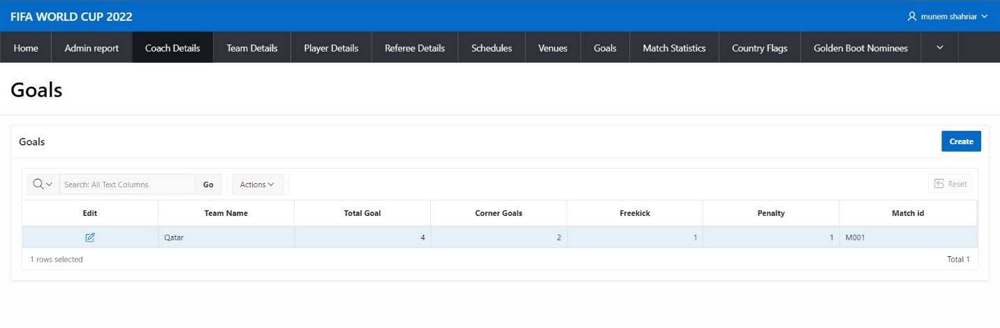 FIFA WORLD CUP 2022 munem shahriar
Home Admin report Coach Details Team Details Player Details Referee Details Schedules Venues Goals Match Statistics Country Flags Golden Boot Nominees
Goals
Goals Create
Search: All Text Columns Go Actions Reset
Edit Team Name Total Goal Corner Goals Freekick Penalty Match id
Qatar 4 2 1 1 M001
1 rows selected Total 1